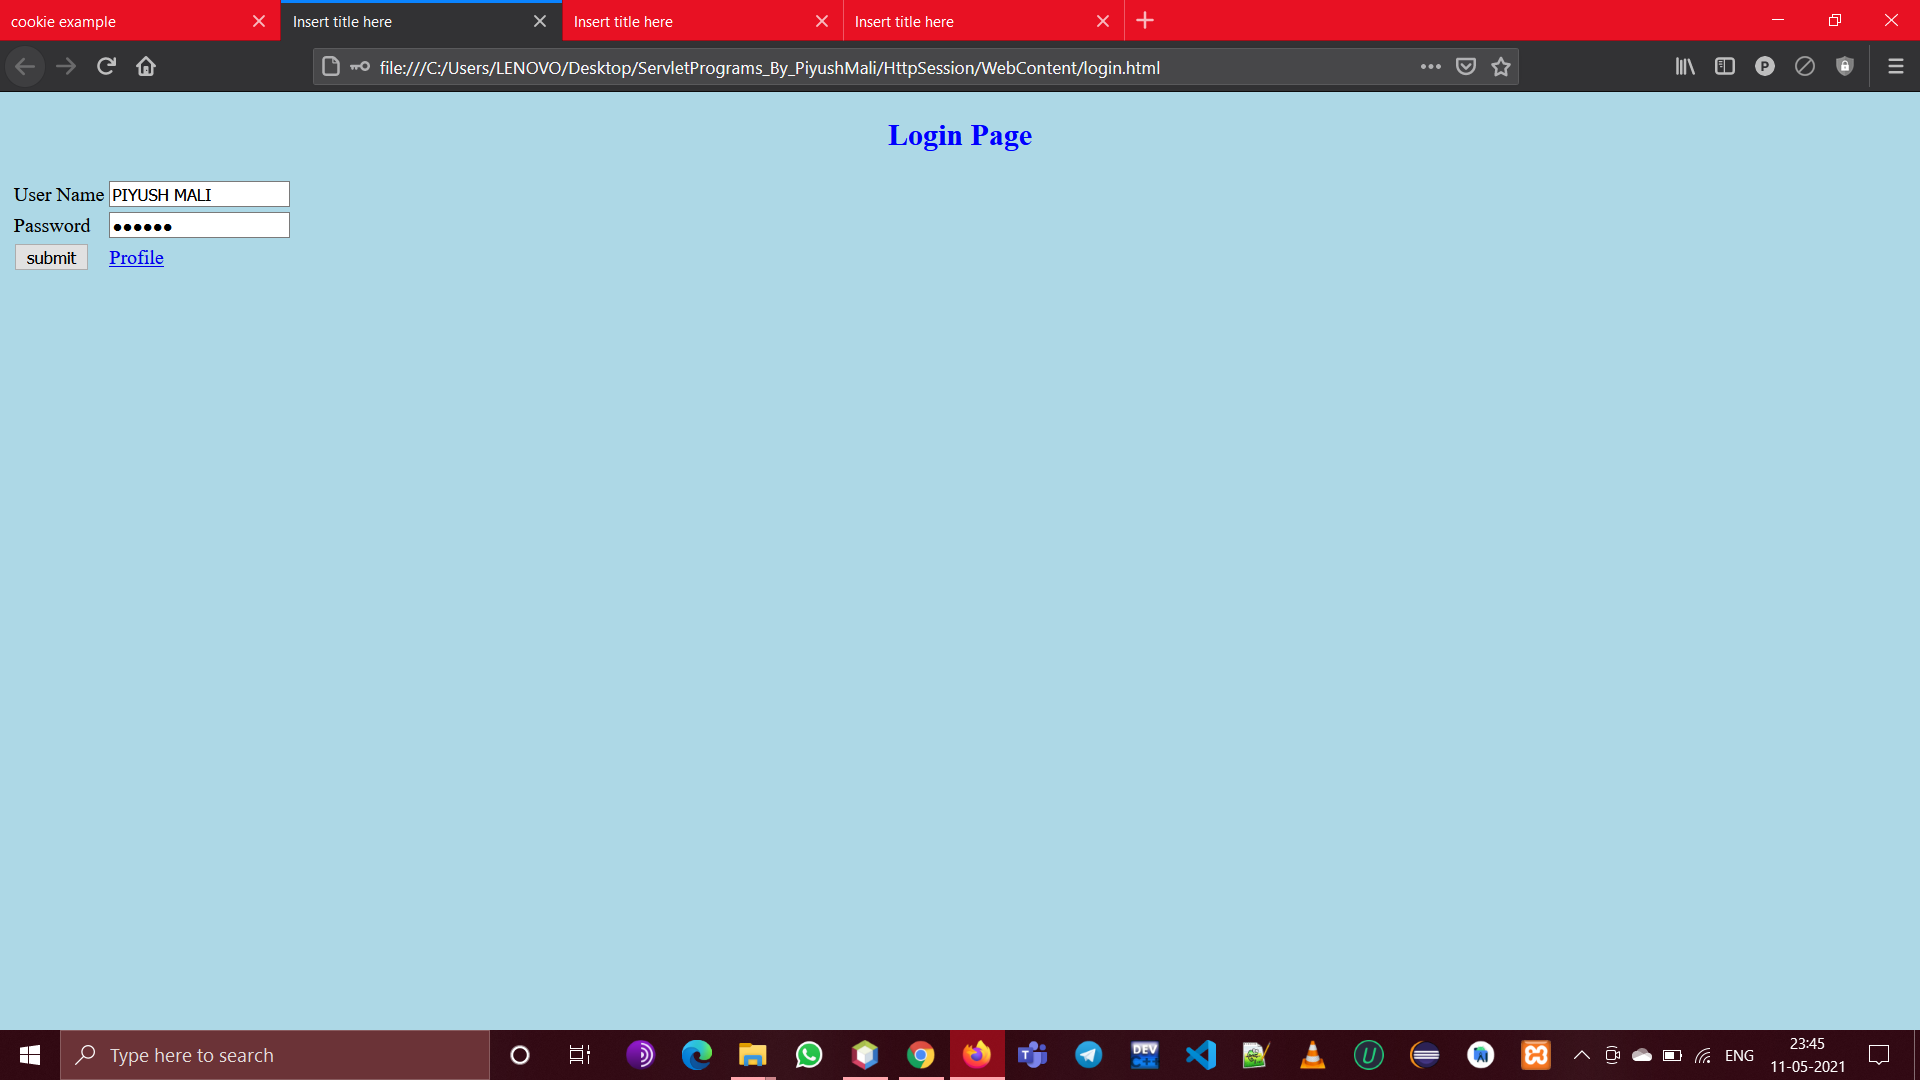 cookie example
Insert title here
Insert title here
Insert title here
file:///C:/Users/LENOVO/Desktop/ServletPrograms_By_PiyushMali/HttpSession/WebContent/login.html
P
Login Page
User Name PIYUSH MALI
Password ●●●●●●
submit Profile
Type here to search
T
DEV
U
ENG
23:45
11-05-2021